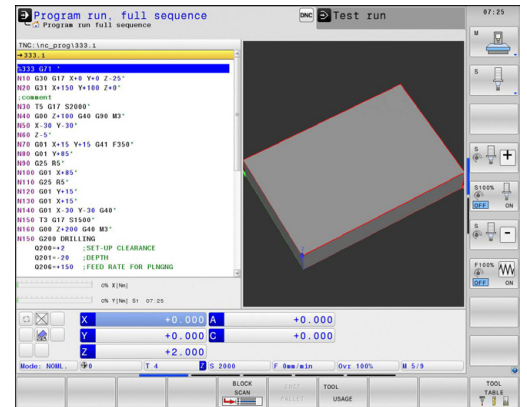 Program run, full sequence
Program run full sequence
DNC
Test run
07:25
TNC:\nc_prog\333.i
→333.i
%333 G71 *
N10 G30 G17 X+0 Y+0 Z-25*
N20 G31 X+150 Y+100 Z+0*
;comment
N30 T5 G17 S2000*
N40 G00 Z+100 G40 G90 M3*
N50 X-30 Y-30*
N60 Z-5*
N70 G01 X+15 Y+15 G41 F350*
N80 G01 Y+85*
N90 G25 R5*
N100 G01 X+85*
N110 G25 R5*
N120 G01 Y+15*
N130 G01 X+15*
N140 G01 X-30 Y-30 G40*
N150 T3 G17 S1500*
N160 G00 Z+200 G40 M3*
N150 G200 DRILLING
Q200=+2 ;SET-UP CLEARANCE
Q201=-20 ;DEPTH
Q206=+150 ;FEED RATE FOR PLNGNG
0% X[Nm]
0% Y[Nm] S1 07:25
X +0.000 A +0.000
Y +0.000 C +0.000
Z +2.000
Mode: NOML. 0 T 4 Z S 2000 F 0mm/min Ovr 100% M 5/9
M
S
S
S100%
OFF ON
S
F100%
OFF ON
BLOCK SCAN
EDIT PALLET
TOOL USAGE
TOOL TABLE